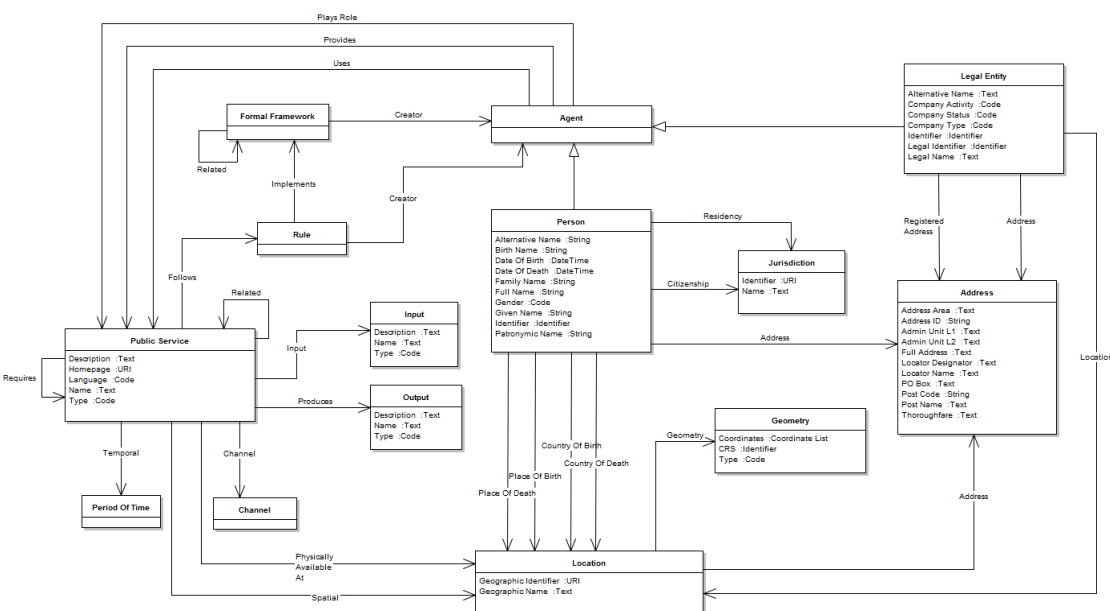 Plays Role
Provides
Uses
Legal Entity
Alternative Name :Text
Company Activity :Code
Company Status :Code
Company Type :Code
Identifier :Identifier
Legal Identifier :Identifier
Legal Name :Text
Formal Framework
Creator
Agent
Related
Implements
Creator
Rule
Follows
Person
Alternative Name :String
Birth Name :String
Date Of Birth :DateTime
Date Of Death :DateTime
Family Name :String
Full Name :String
Gender :Code
Given Name :String
Identifier :Identifier
Patronymic Name :String
Residency
Citizenship
Jurisdiction
Identifier :URI
Name :Text
Registered
Address
Address
Address
Address
Address Area :Text
Address ID :String
Admin Unit L1 :Text
Admin Unit L2 :Text
Full Address :Text
Locator Designator :Text
Locator Name :Text
PO Box :Text
Post Code :String
Post Name :Text
Thoroughfare :Text
Location
Related
Public Service
Description :Text
Homepage :URI
Language :Code
Name :Text
Type :Code
Requires
Input
Input
Description :Text
Name :Text
Type :Code
Produces
Output
Description :Text
Name :Text
Type :Code
Geometry
Geometry
Coordinates :Coordinate List
CRS :Identifier
Type :Code
Country Of Birth
Country Of Death
Place Of Birth
Place Of Death
Temporal
Channel
Period Of Time
Channel
Address
Physically
Available
At
Spatial
Location
Geographic Identifier :URI
Geographic Name :Text